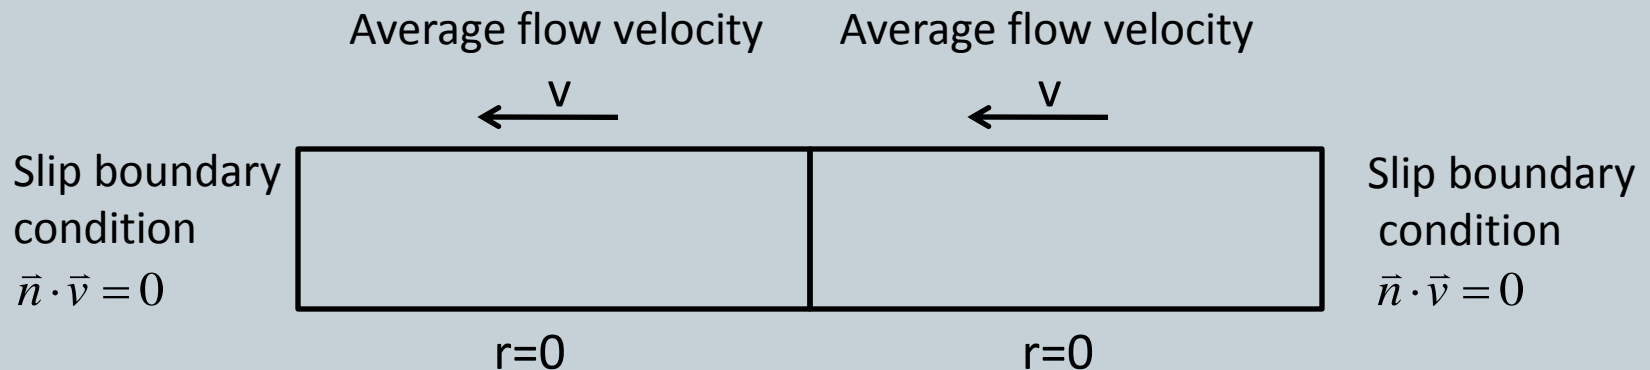 Average flow velocity
Average flow velocity
v
v
Slip boundary
condition
n⃗ · v⃗ = 0
Slip boundary
condition
n⃗ · v⃗ = 0
r=0
r=0